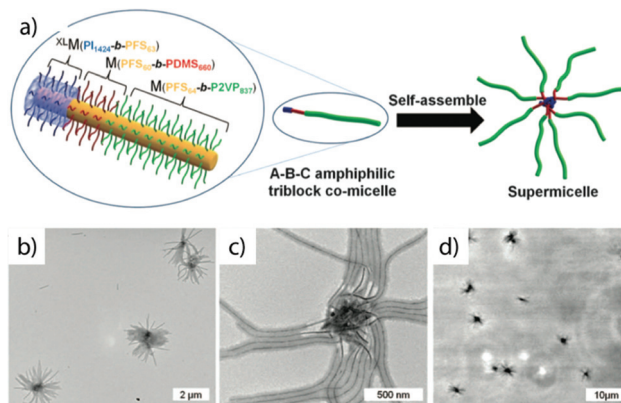 a)
XLM(PI1424-b-PFS63)
M(PFS60-b-PDMS660)
M(PFS64-b-P2VP837)
Self-assemble
A-B-C amphiphilic
triblock co-micelle
Supermicelle
b)
2 µm
c)
500 nm
d)
10µm